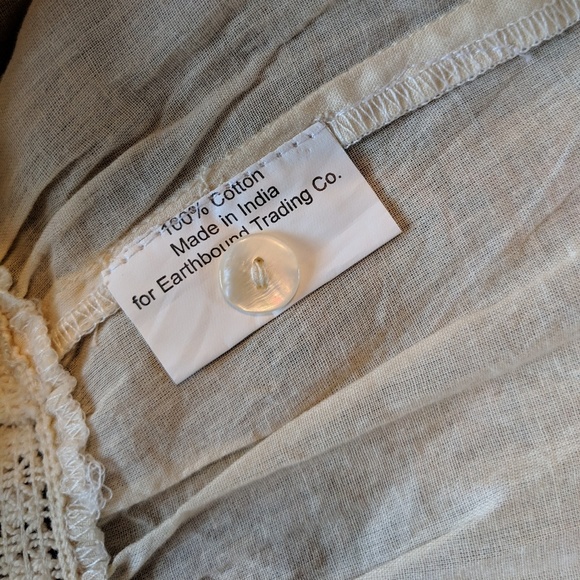 100% Cotton
Made in India
for Earthbound Trading Co.